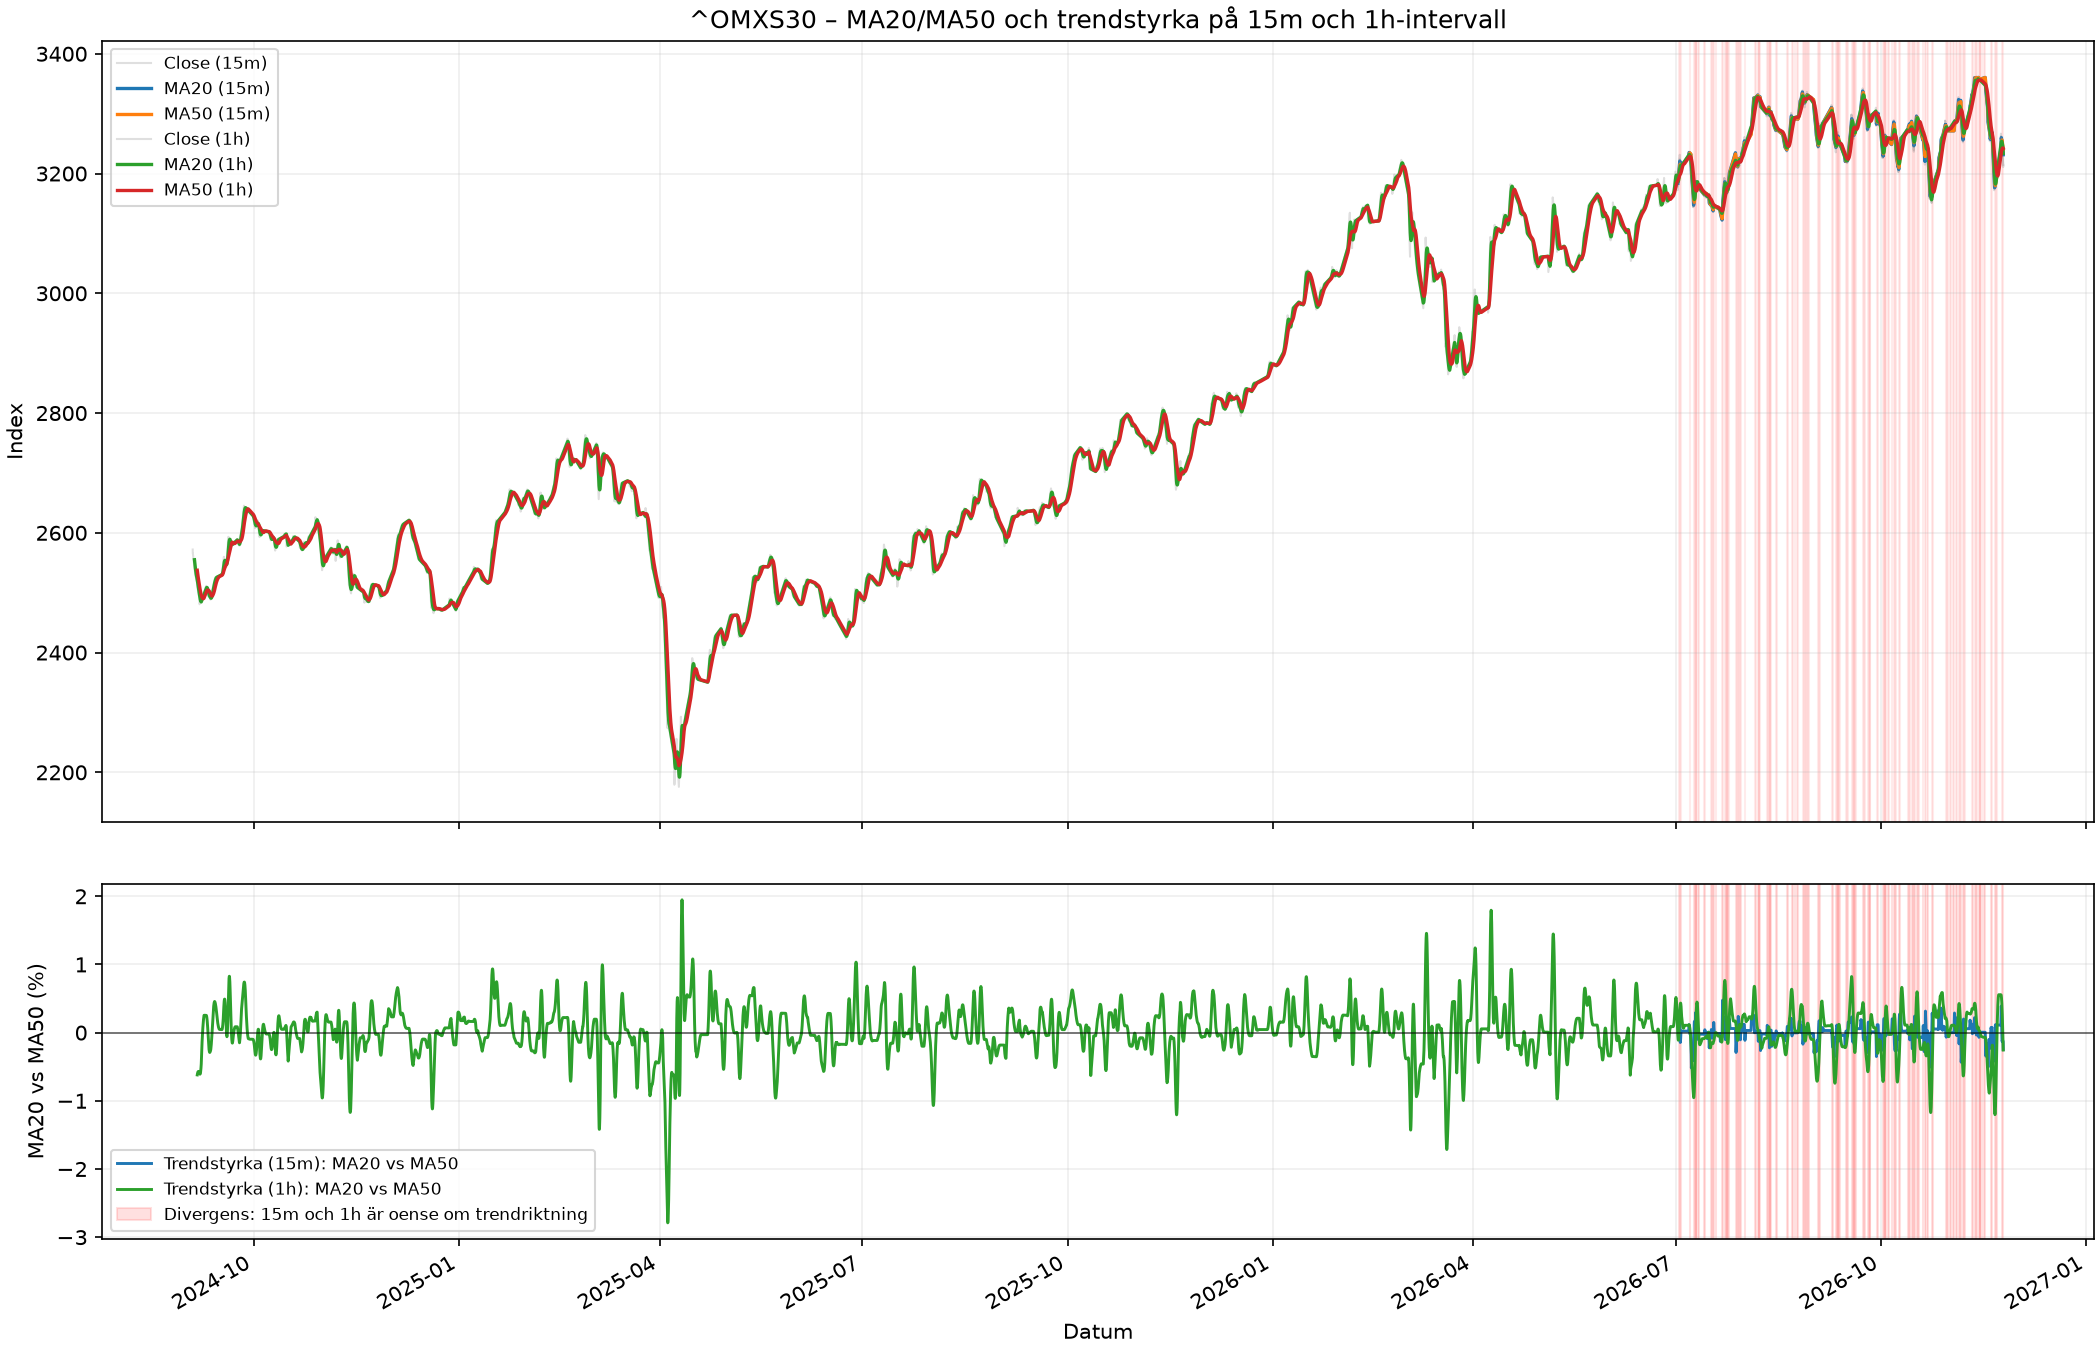 ^OMXS30 – MA20/MA50 och trendstyrka på 15m och 1h-intervall
Close (15m)
MA20 (15m)
MA50 (15m)
Close (1h)
MA20 (1h)
MA50 (1h)
3400
3200
3000
2800
2600
2400
2200
Index
2
1
0
−1
−2
−3
MA20 vs MA50 (%)
Trendstyrka (15m): MA20 vs MA50
Trendstyrka (1h): MA20 vs MA50
Divergens: 15m och 1h är oense om trendriktning
2024-10
2025-01
2025-04
2025-07
2025-10
2026-01
2026-04
2026-07
2026-10
2027-01
Datum